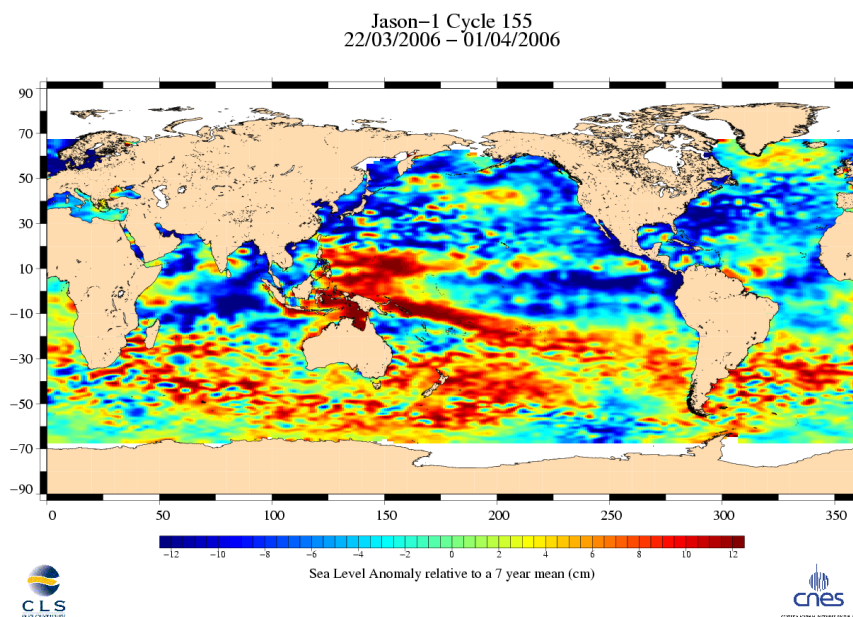 Jason−1 Cycle 155
22/03/2006 − 01/04/2006
90
70
50
30
10
−10
−30
−50
−70
−90
0 50 100 150 200 250 300 350
−12 −10 −8 −6 −4 −2 0 2 4 6 8 10 12
Sea Level Anomaly relative to a 7 year mean (cm)
CLS
cnes